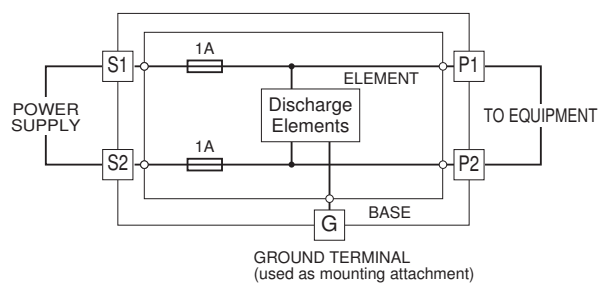 S1
1A
P1
ELEMENT
POWER
SUPPLY
Discharge
Elements
TO EQUIPMENT
1A
S2
P2
BASE
G
GROUND TERMINAL
(used as mounting attachment)